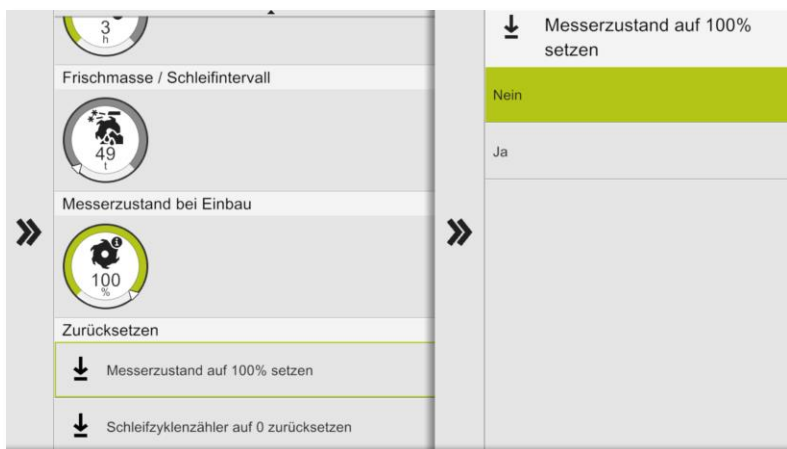 3
h
Frischmasse / Schleifintervall
49
t
Messerzustand bei Einbau
100
%
Zurücksetzen
Messerzustand auf 100% setzen
Schleifzyklenzähler auf 0 zurücksetzen
Messerzustand auf 100%
setzen
Nein
Ja